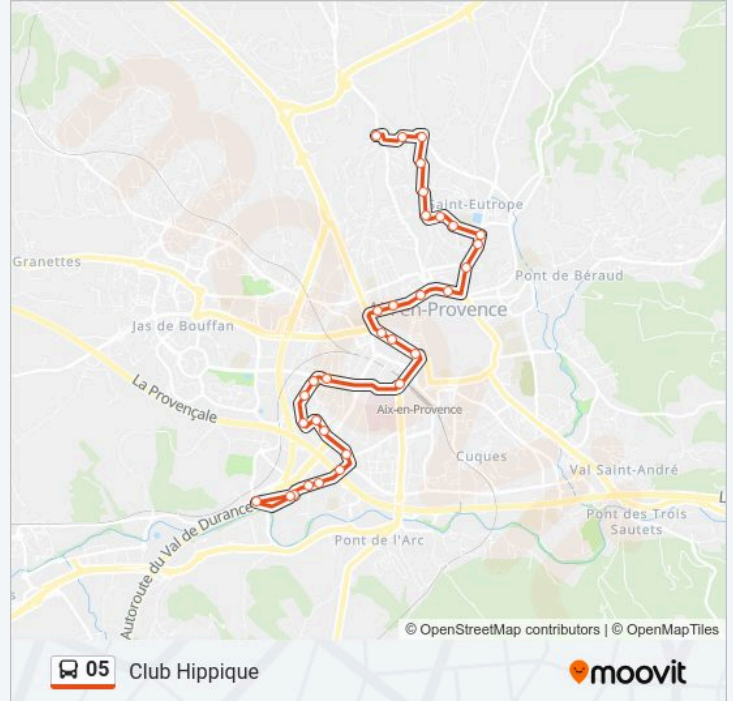 Saint-Eutrope
Granettes
Pont de Béraud
Aix-en-Provence
Jas de Bouffan
La Provençale
Aix-en-Provence
Cuques
Val Saint-André
Autoroute du Val de Durance
Pont des Trois
Sautets
Pont de l'Arc
© OpenStreetMap contributors | © OpenMapTiles
05 Club Hippique
moovit